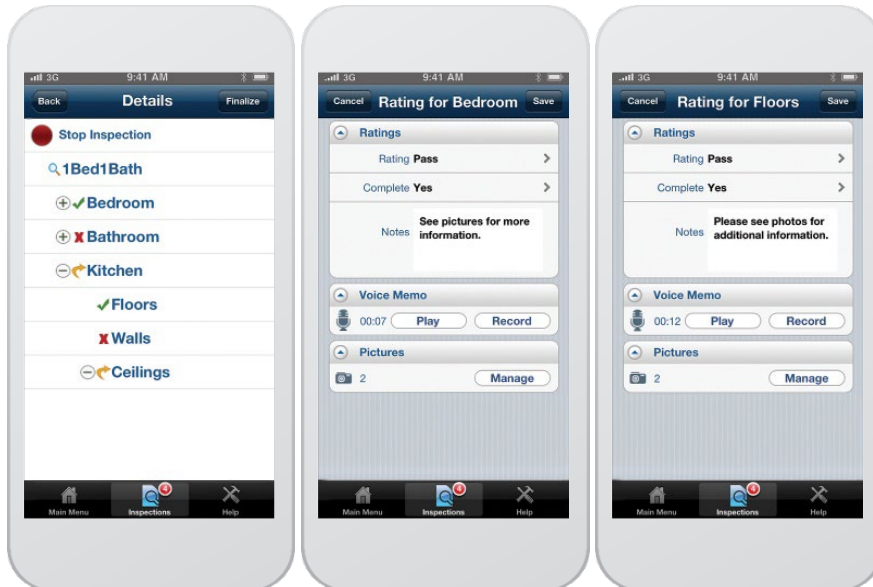 3G 9:41 AM
Back Details Finalize
Stop Inspection
1Bed1Bath
Bedroom
Bathroom
Kitchen
Floors
Walls
Ceilings
4
Main Menu Inspections Help
3G 9:41 AM
Cancel Rating for Bedroom Save
Ratings
Rating Pass
Complete Yes
Notes See pictures for more
information.
Voice Memo
00:07 Play Record
Pictures
2 Manage
4
Main Menu Inspections Help
3G 9:41 AM
Cancel Rating for Floors Save
Ratings
Rating Pass
Complete Yes
Notes Please see photos for
additional information.
Voice Memo
00:12 Play Record
Pictures
2 Manage
4
Main Menu Inspections Help